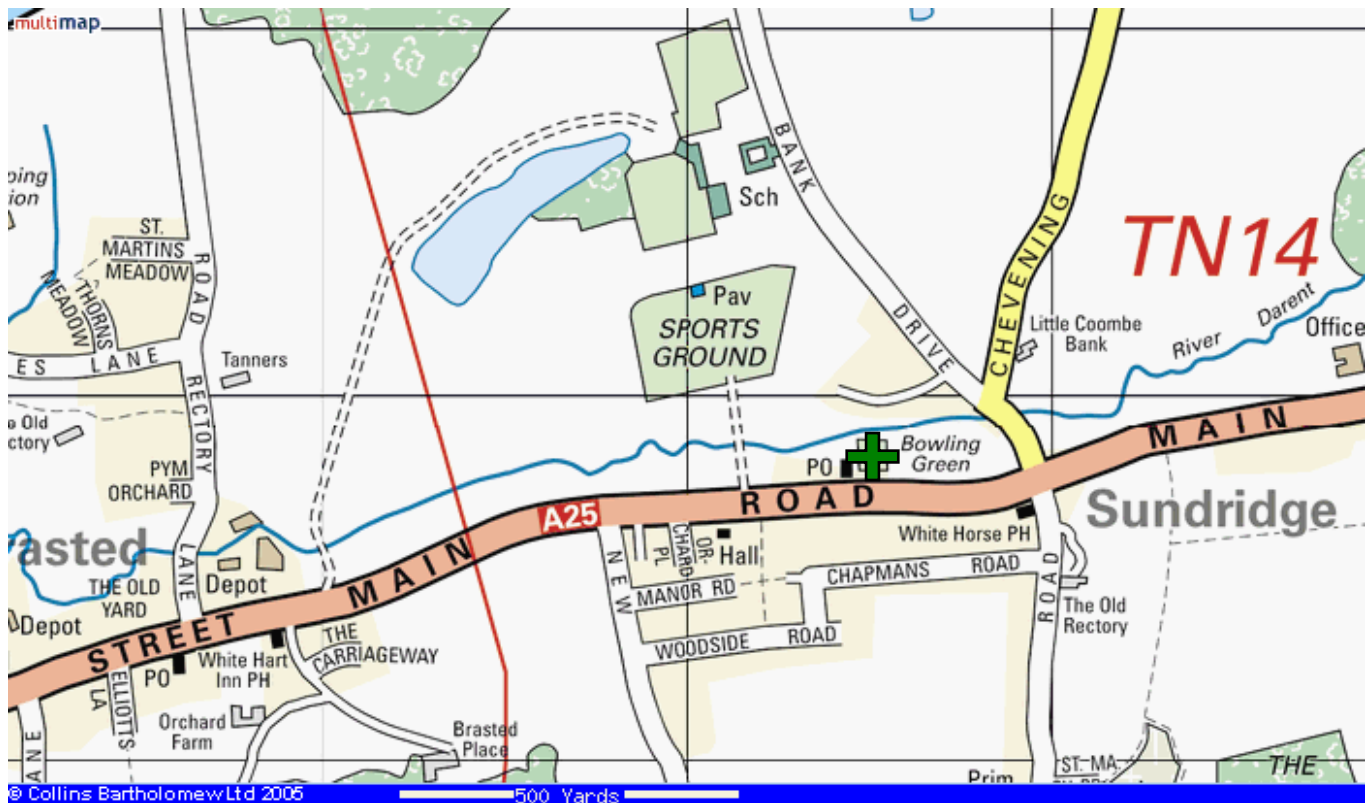 multimap
BANK
Sch
CHEVENING
TN14
ST.
MARTINS
MEADOW
ROAD
THORNS
MEADOW
Pav
SPORTS
GROUND
DRIVE
Little Coombe
Bank
River Darent
Office
ES LANE
Tanners
RECTORY
PYM
ORCHARD
Bowling
Green
PO
MAIN
ROAD
A25
White Horse PH
Sundridge
asted
LANE
Depot
THE OLD
YARD
Depot
MAIN
NEW
OR-
CHARD
PL
Hall
MANOR RD
CHAPMANS ROAD
ROAD
The Old
Rectory
WOODSIDE ROAD
STREET
THE
CARRIAGEWAY
White Hart
Inn PH
PO
ELLIOTTS
LA
Orchard
Farm
Brasted
Place
ANE
Prim
ST. MA
THE
© Collins Bartholomew Ltd 2005
500 Yards